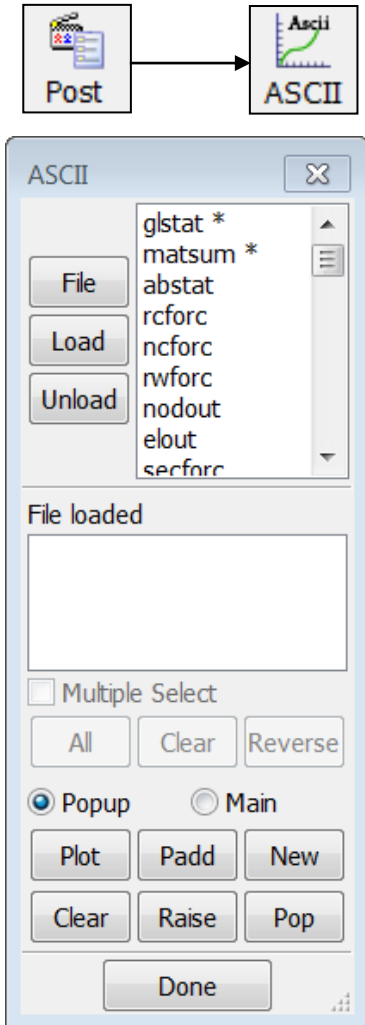 Ascii
Post
ASCII
ASCII
glstat *
matsum *
abstat
rcforc
ncforc
rwforc
nodout
elout
secforc
File
Load
Unload
File loaded
Multiple Select
All Clear Reverse
Popup Main
Plot Padd New
Clear Raise Pop
Done